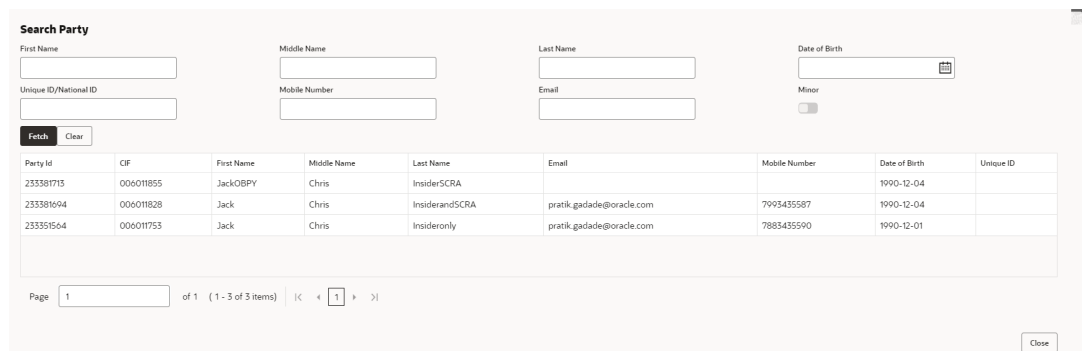 Search Party
First Name Middle Name Last Name Date of Birth
Unique ID/National ID Mobile Number Email Minor
Fetch Clear
Party Id CIF First Name Middle Name Last Name Email Mobile Number Date of Birth Unique ID
233381713 006011855 JackOBPY Chris InsiderSCRA 1990-12-04
233381694 006011828 Jack Chris InsiderandSCRA pratik.gadade@oracle.com 7993435587 1990-12-04
233351564 006011753 Jack Chris Insideronly pratik.gadade@oracle.com 7883435590 1990-12-01
Page 1 of 1 ( 1 - 3 of 3 items) 1
Close